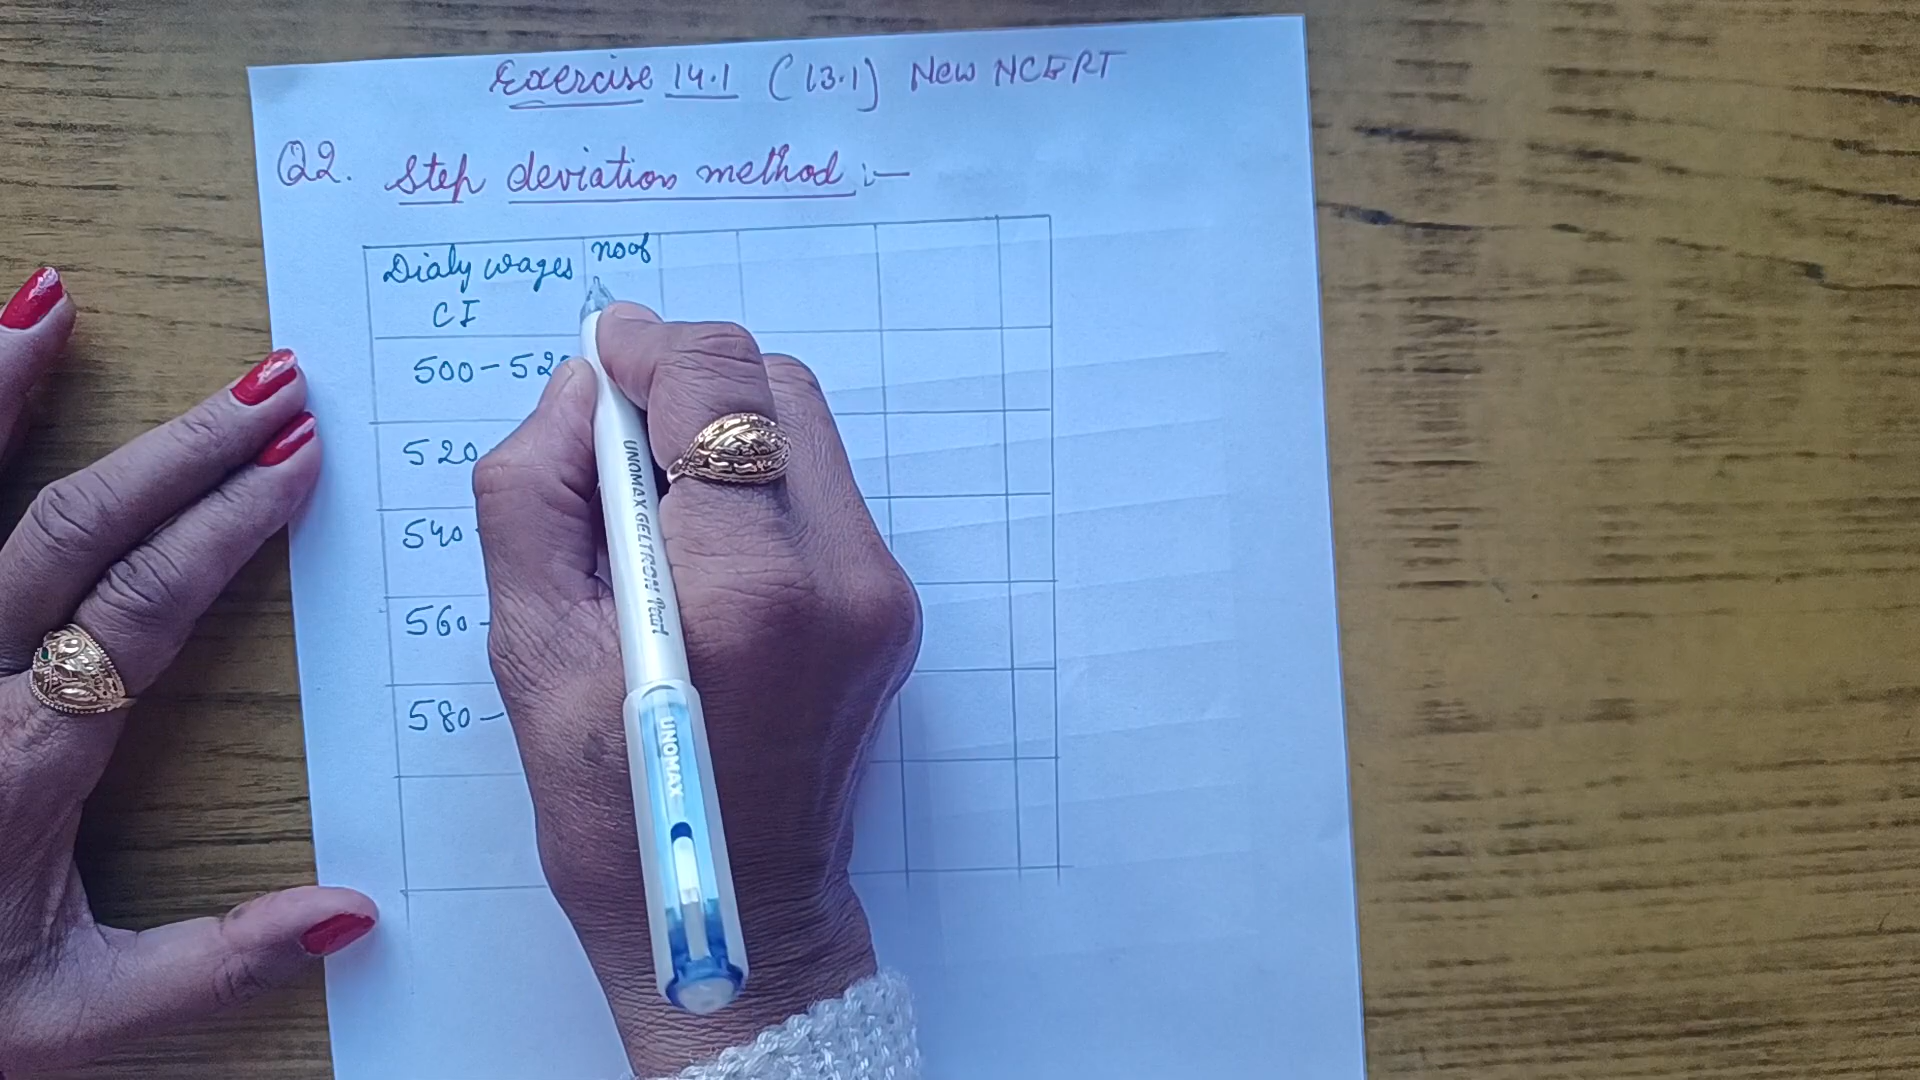 Exercise 14.1 (13.1) New NCERT
Q2. Step deviation method :-
Dialy wages
CI
no of
500-520
520
540
560-
580-
UNOMAX GELTRON Pearl
UNOMAX